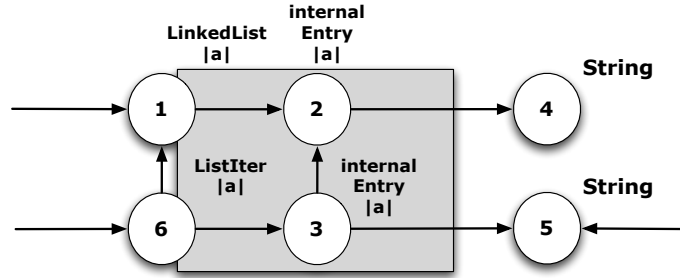 LinkedList
|a|
internal
Entry
|a|
String
1
2
4
ListIter
|a|
internal
Entry
|a|
String
6
3
5